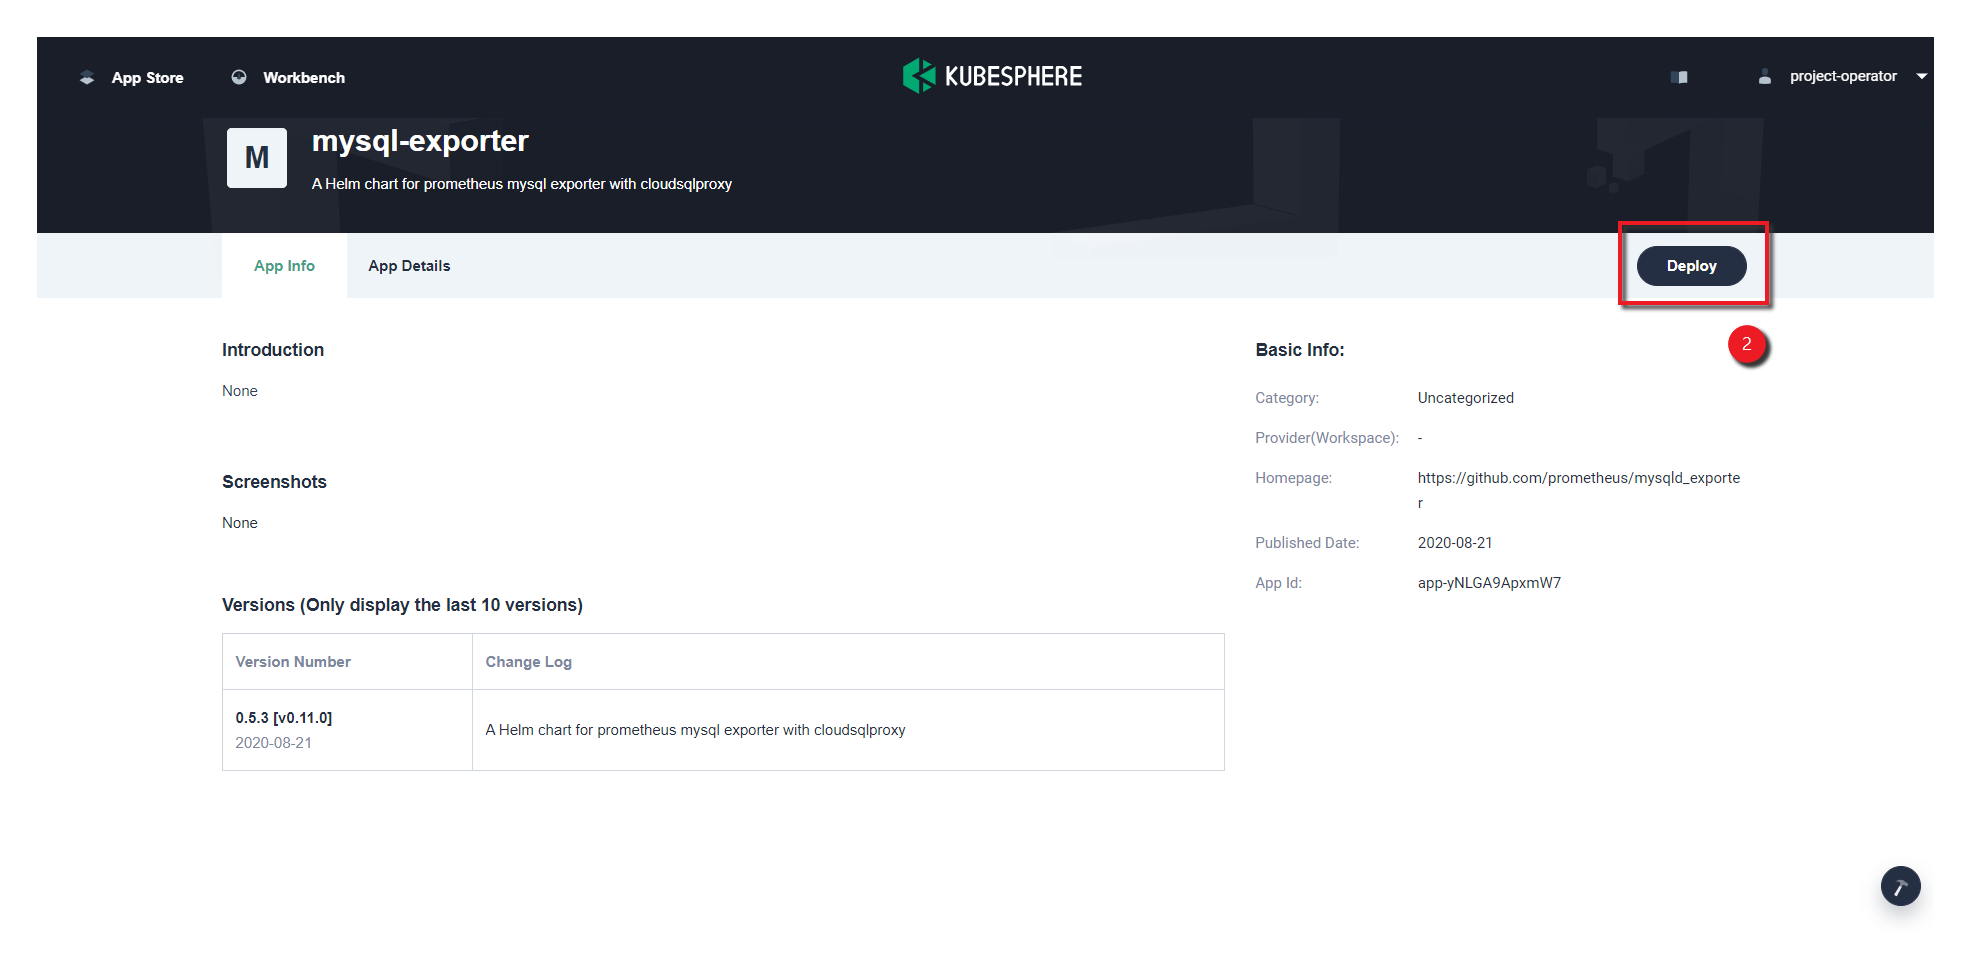 App Store
Workbench
KUBESPHERE
project-operator
M
mysql-exporter
A Helm chart for prometheus mysql exporter with cloudsqlproxy
App Info
App Details
Deploy
2
Introduction
None
Screenshots
None
Versions (Only display the last 10 versions)
Version Number
Change Log
0.5.3 [v0.11.0]
2020-08-21
A Helm chart for prometheus mysql exporter with cloudsqlproxy
Basic Info:
Category:
Uncategorized
Provider(Workspace):
-
Homepage:
https://github.com/prometheus/mysqld_exporte
r
Published Date:
2020-08-21
App Id:
app-yNLGA9ApxmW7